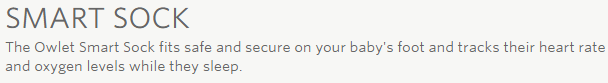 SMART SOCK
The Owlet Smart Sock fits safe and secure on your baby's foot and tracks their heart rate
and oxygen levels while they sleep.